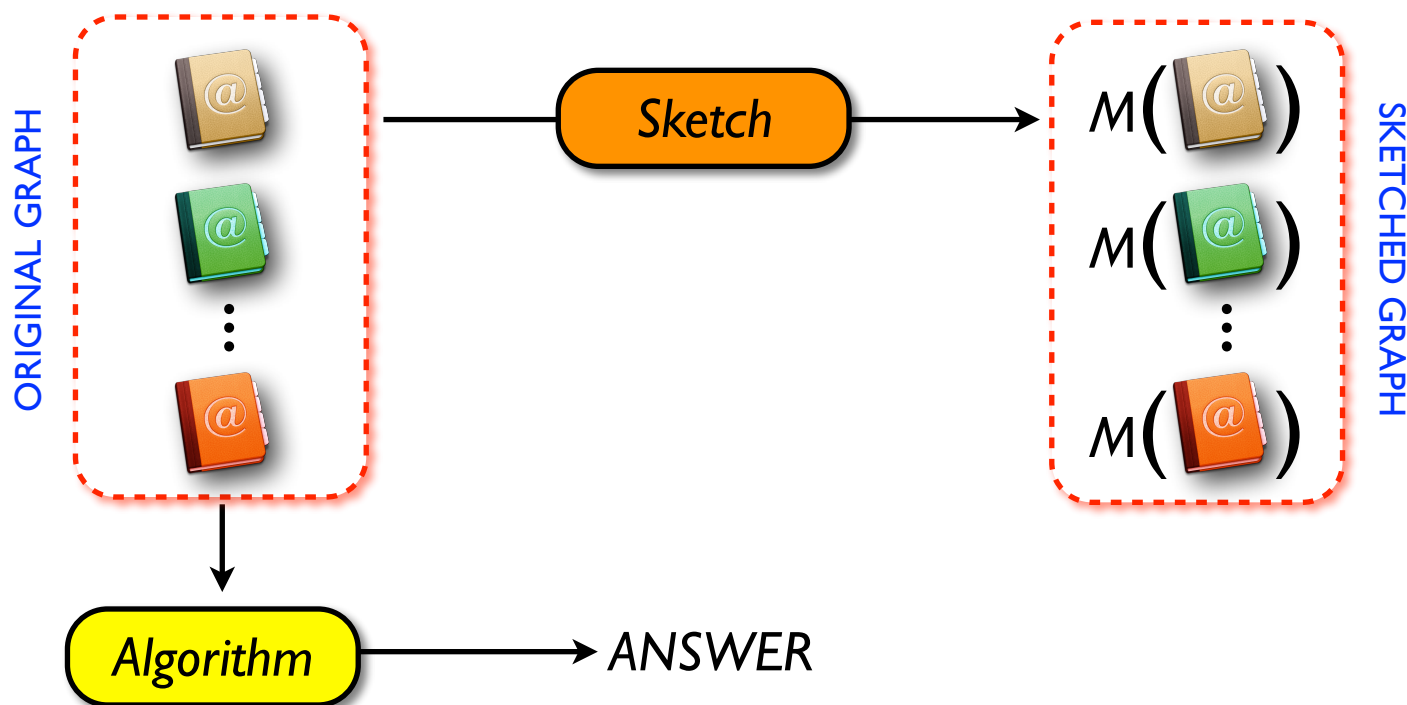 ORIGINAL GRAPH
@
@
@
Sketch
M(@)
M(@)
M(@)
SKETCHED GRAPH
Algorithm
ANSWER